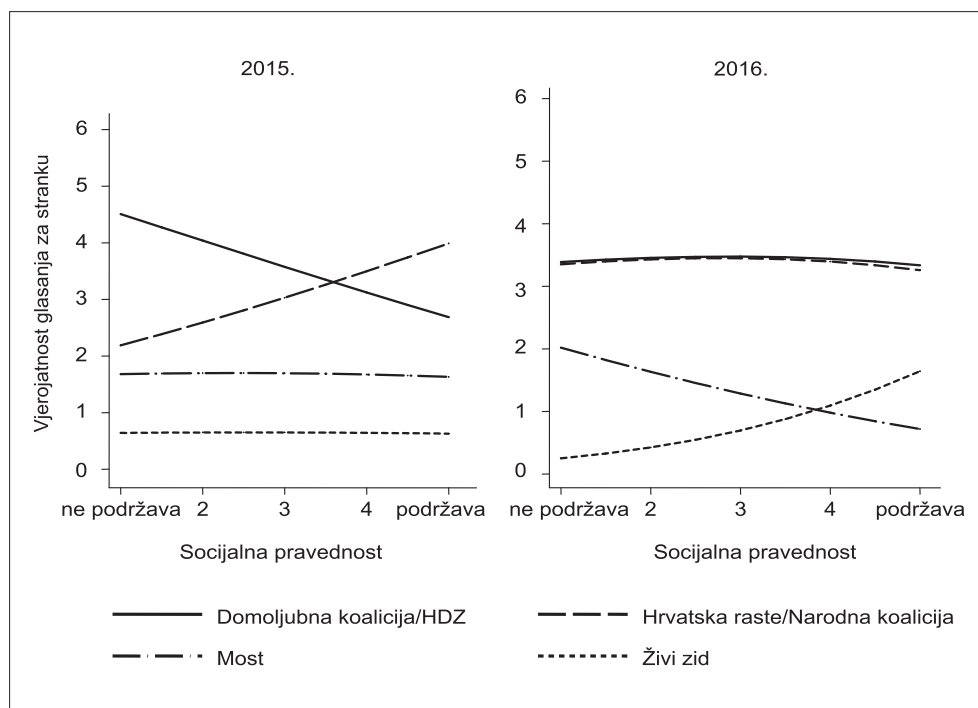 2015.
Vjerojatnost glasanja za stranku
6
5
4
3
2
1
0
ne podržava 2 3 4 podržava
Socijalna pravednost
2016.
6
5
4
3
2
1
0
ne podržava 2 3 4 podržava
Socijalna pravednost
Domoljubna koalicija/HDZ
Hrvatska raste/Narodna koalicija
Most
Živi zid